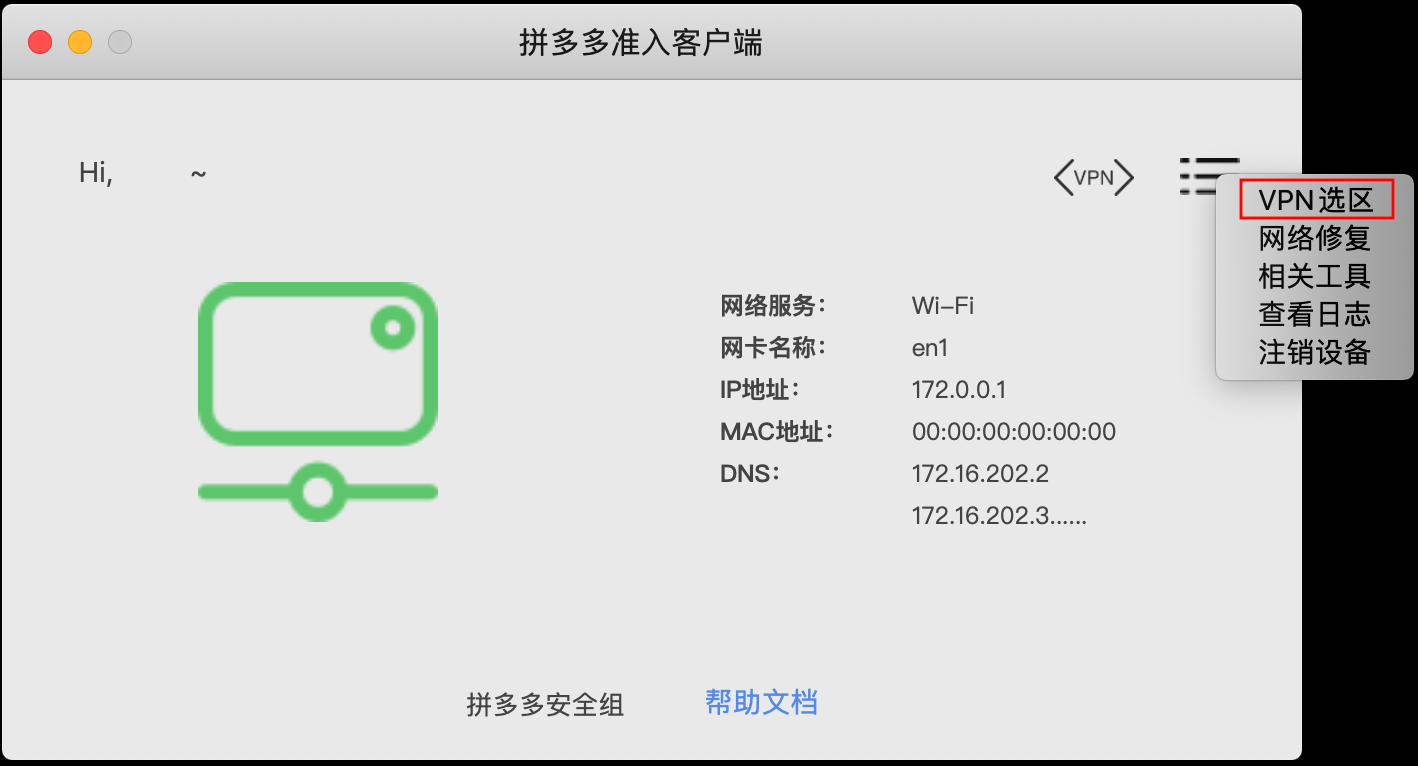 拼多多准入客户端
Hi, ~
VPN
VPN选区
网络修复
相关工具
查看日志
注销设备
网络服务： Wi-Fi
网卡名称： en1
IP地址： 172.0.0.1
MAC地址： 00:00:00:00:00:00
DNS： 172.16.202.2
172.16.202.3......
拼多多安全组 帮助文档